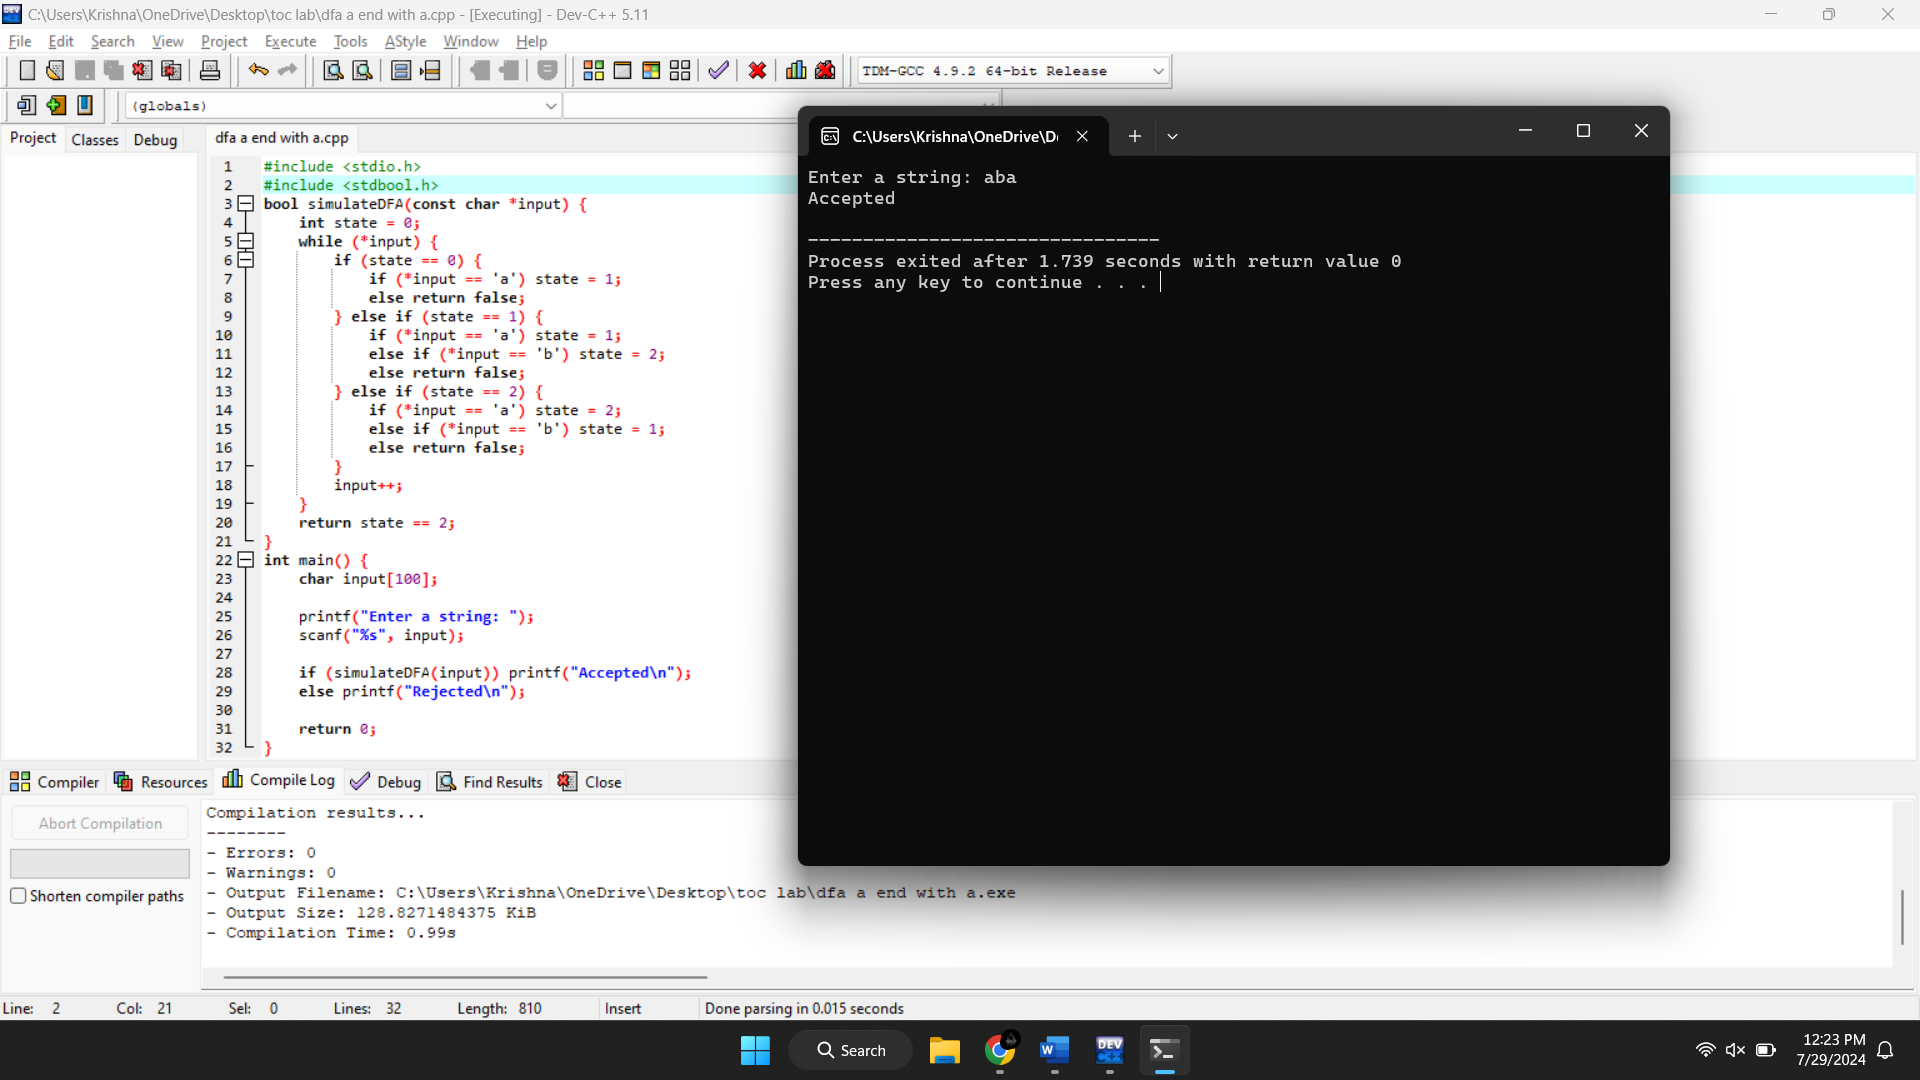 C:\Users\Krishna\OneDrive\Desktop\toc lab\dfa a end with a.cpp - [Executing] - Dev-C++ 5.11
File Edit Search View Project Execute Tools AStyle Window Help
TDM-GCC 4.9.2 64-bit Release
(globals)
Project Classes Debug
dfa a end with a.cpp
1 #include <stdio.h>
2 #include <stdbool.h>
3 bool simulateDFA(const char *input) {
4 int state = 0;
5 while (*input) {
6 if (state == 0) {
7 if (*input == 'a') state = 1;
8 else return false;
9 } else if (state == 1) {
10 if (*input == 'a') state = 1;
11 else if (*input == 'b') state = 2;
12 else return false;
13 } else if (state == 2) {
14 if (*input == 'a') state = 2;
15 else if (*input == 'b') state = 1;
16 else return false;
17 }
18 input++;
19 }
20 return state == 2;
21 }
22 int main() {
23 char input[100];
24
25 printf("Enter a string: ");
26 scanf("%s", input);
27
28 if (simulateDFA(input)) printf("Accepted\n");
29 else printf("Rejected\n");
30
31 return 0;
32 }
C:\Users\Krishna\OneDrive\D
Enter a string: aba
Accepted
--------------------------------
Process exited after 1.739 seconds with return value 0
Press any key to continue . . .
Compiler Resources Compile Log Debug Find Results Close
Abort Compilation
Shorten compiler paths
Compilation results...
--------
- Errors: 0
- Warnings: 0
- Output Filename: C:\Users\Krishna\OneDrive\Desktop\toc lab\dfa a end with a.exe
- Output Size: 128.8271484375 KiB
- Compilation Time: 0.99s
Line: 2 Col: 21 Sel: 0 Lines: 32 Length: 810 Insert Done parsing in 0.015 seconds
Search
DEV
12:23 PM
7/29/2024